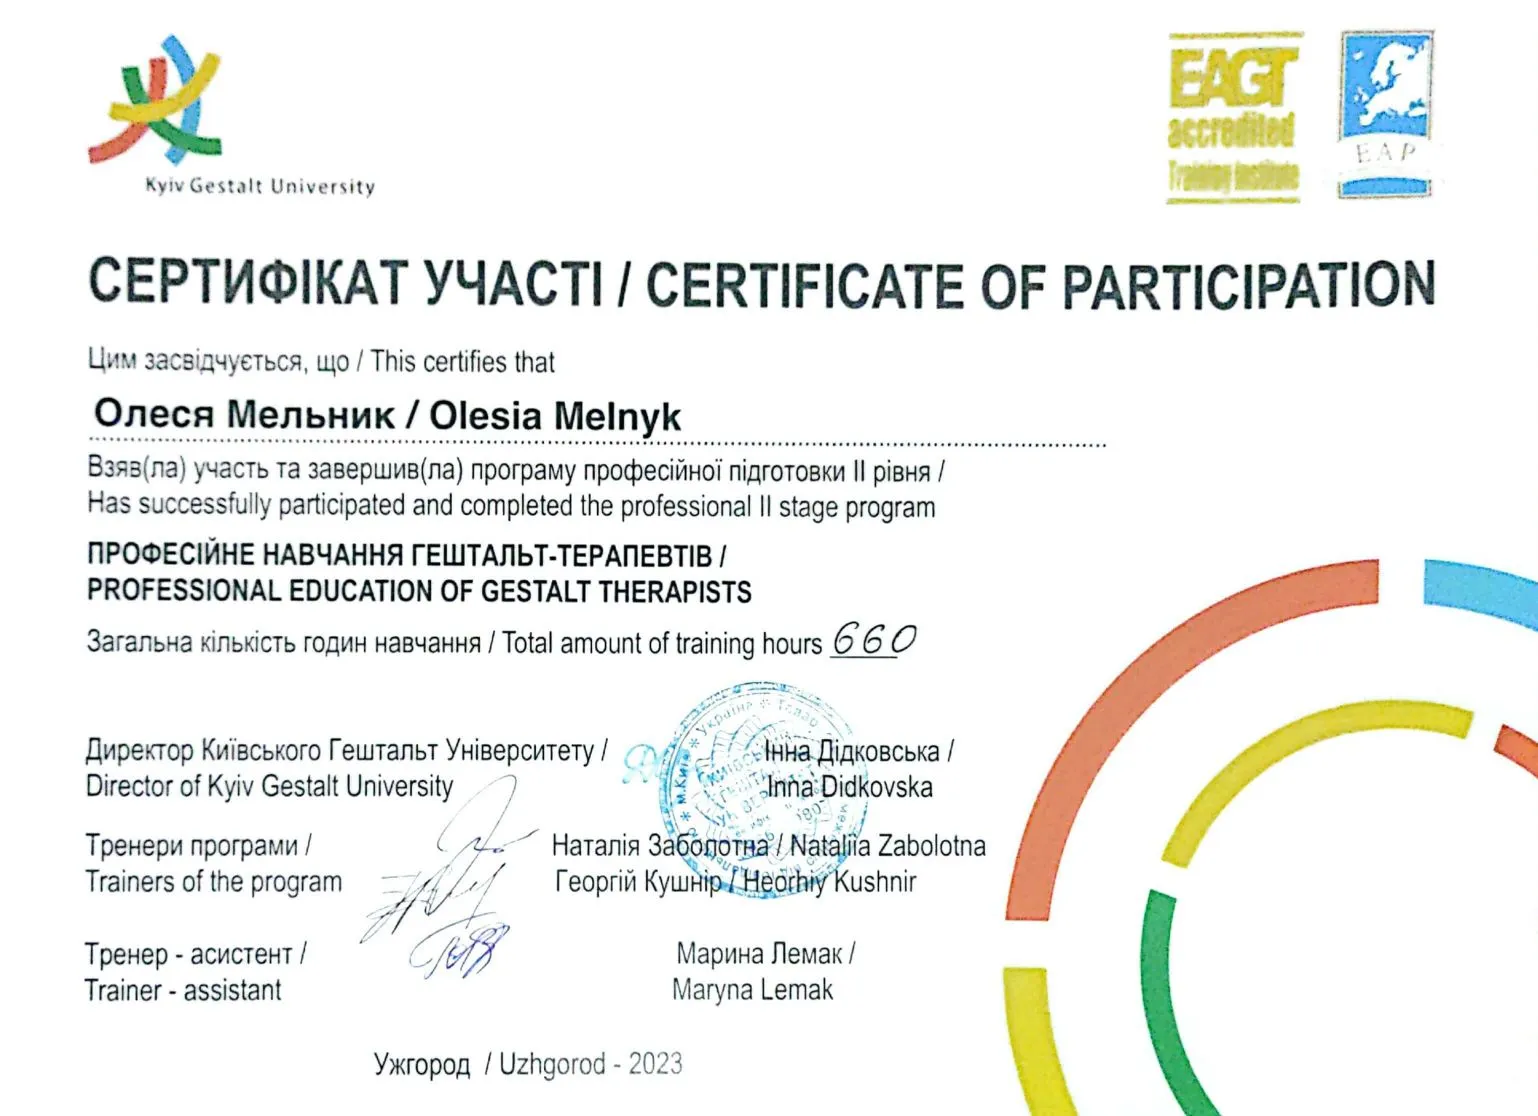 Kyiv Gestalt University
EAGT
accredited
Training Institute
EAP
СЕРТИФІКАТ УЧАСТІ / CERTIFICATE OF PARTICIPATION
Цим засвідчується, що / This certifies that
Олеся Мельник / Olesia Melnyk
Взяв(ла) участь та завершив(ла) програму професійної підготовки II рівня /
Has successfully participated and completed the professional II stage program
ПРОФЕСІЙНЕ НАВЧАННЯ ГЕШТАЛЬТ-ТЕРАПЕВТІВ /
PROFESSIONAL EDUCATION OF GESTALT THERAPISTS
Загальна кількість годин навчання / Total amount of training hours 660
Директор Київського Гештальт Університету / Інна Дідковська /
Director of Kyiv Gestalt University Inna Didkovska
м.Київ * Україна *
Тренери програми / Наталія Заболотна / Nataliia Zabolotna
Trainers of the program Георгій Кушнір / Heorhiy Kushnir
Тренер - асистент / Марина Лемак /
Trainer - assistant Maryna Lemak
Ужгород / Uzhgorod - 2023